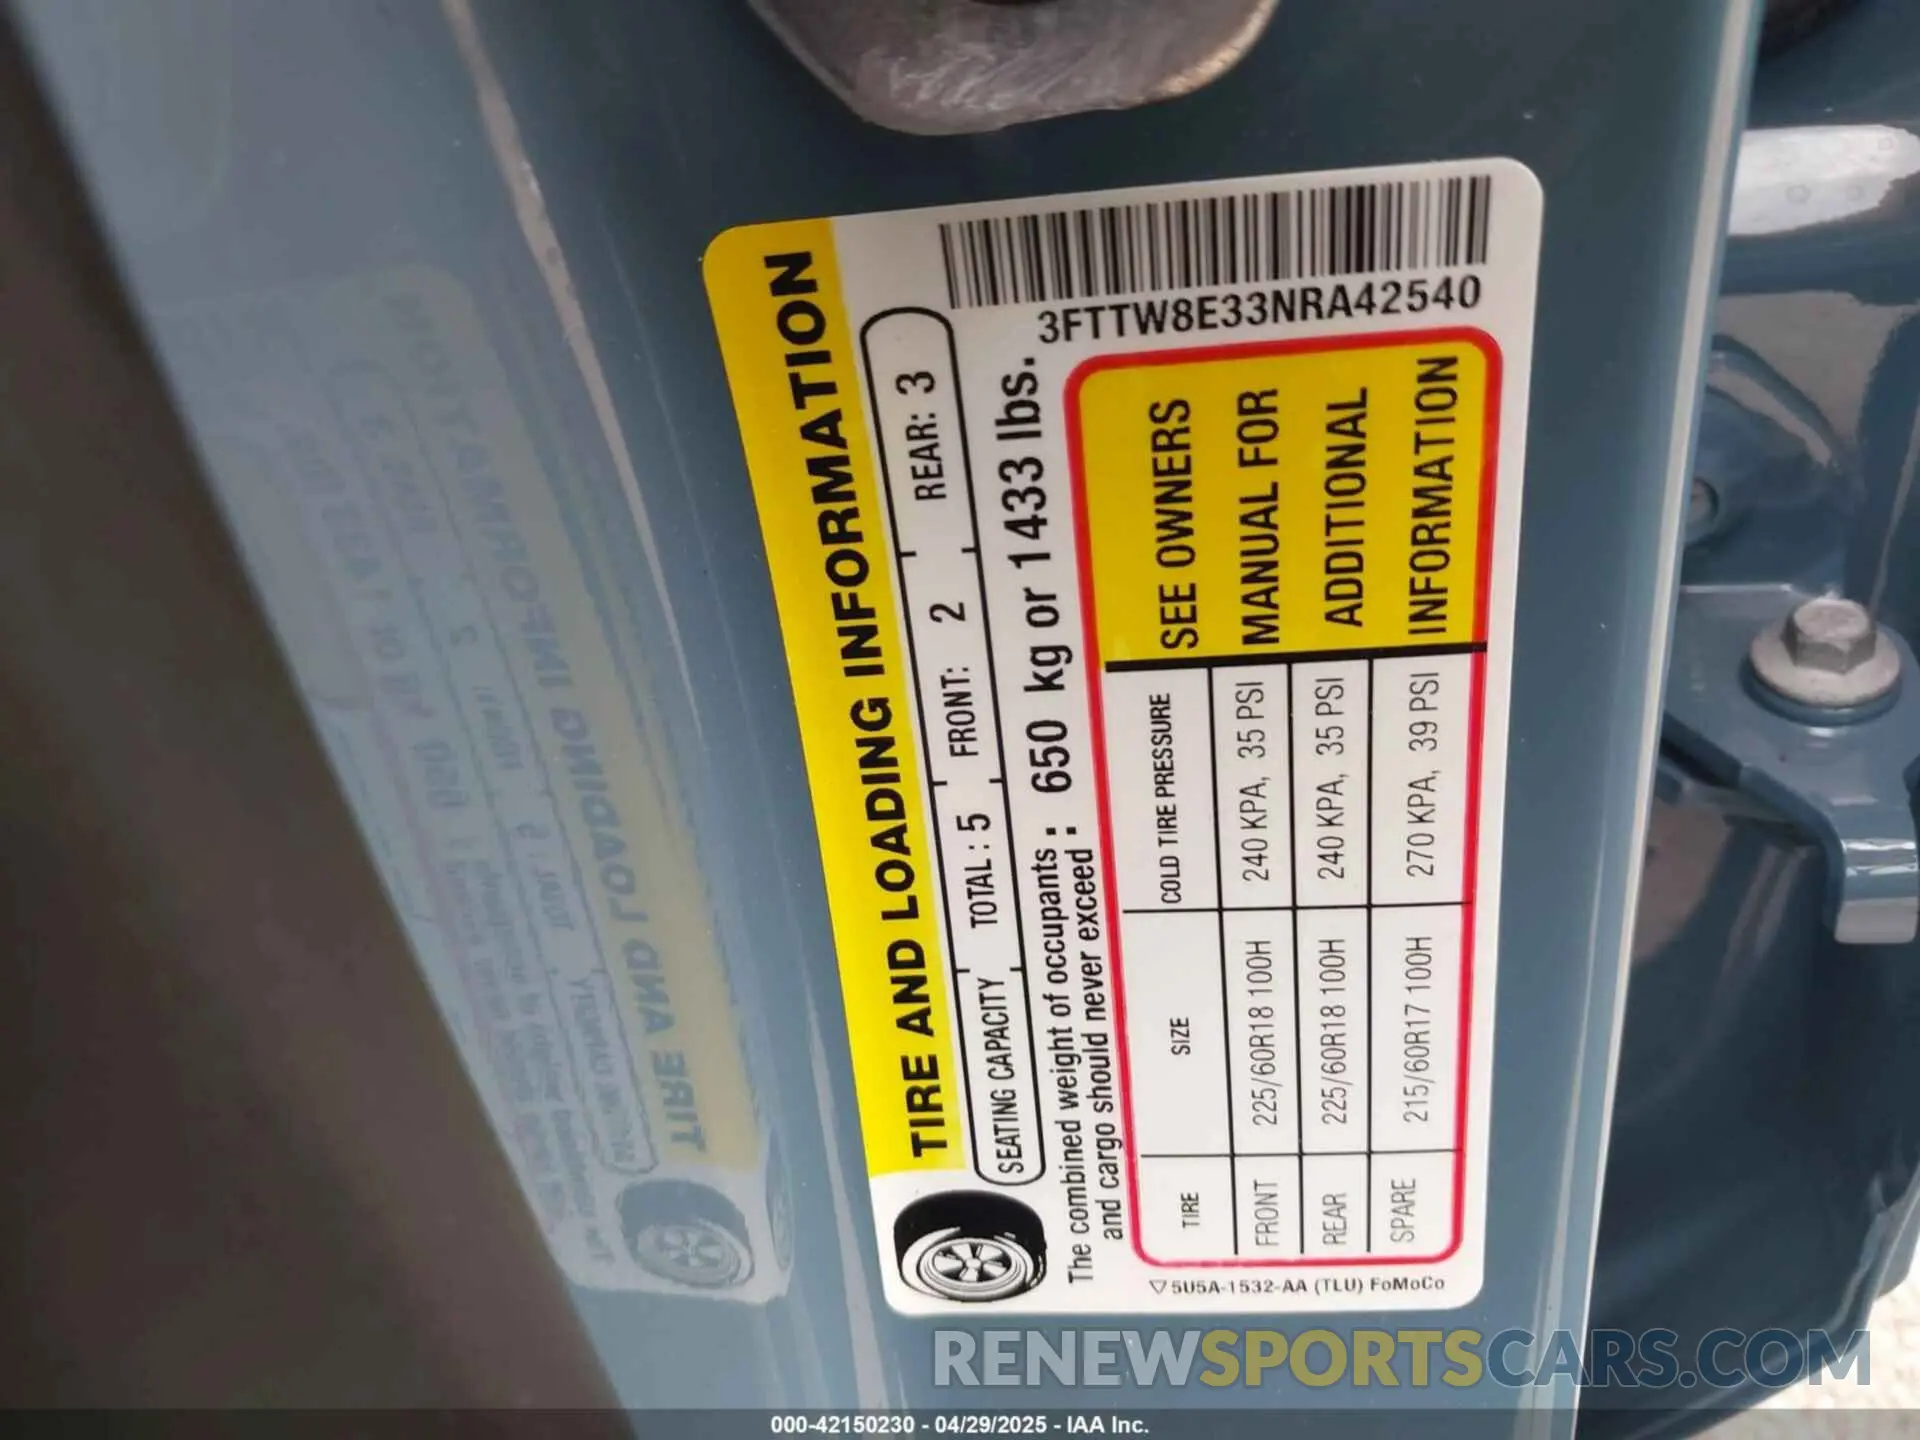 TIRE AND LOADING INFORMATION
SEATING CAPACITY TOTAL : 5 FRONT: 2 REAR: 3
The combined weight of occupants : 650 kg or 1433 lbs.
and cargo should never exceed :
3FTTW8E33NRA42540
TIRE SIZE COLD TIRE PRESSURE
FRONT 225/60R18 100H 240 KPA, 35 PSI
REAR 225/60R18 100H 240 KPA, 35 PSI
SPARE 215/60R17 100H 270 KPA, 39 PSI
SEE OWNERS
MANUAL FOR
ADDITIONAL
INFORMATION
5U5A-1532-AA (TLU) FoMoCo
RENEWSPORTSCARS.COM
000-42150230 - 04/29/2025 - IAA Inc.